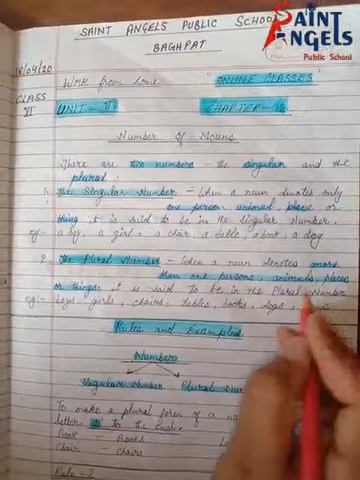 SAINT ANGELS PUBLIC SCHOOL
SAINT ANGELS
Public School
BAGHPAT
18/04/20
Work from home
ONLINE CLASSES
CLASS VI
UNIT - VI
CHAPTER -
Number of Nouns
There are two numbers - the singular and the
plural.
1. The Singular Number - When a noun denotes only
one person, animal, place or
thing it is said to be in the Singular Number.
eg:- a boy, a girl, a chair, a table, a book, a dog
2. The Plural Number - When a noun denotes more
than one persons, animals, places
or things, it is said to be in the Plural Number
eg:- boys, girls, chairs, tables, books, dogs,
Rules and Examples
Numbers
Singular Number Plural
To make a plural form of a
letter 's' to the
Book - Books
Chair - Chairs
Rule - 2